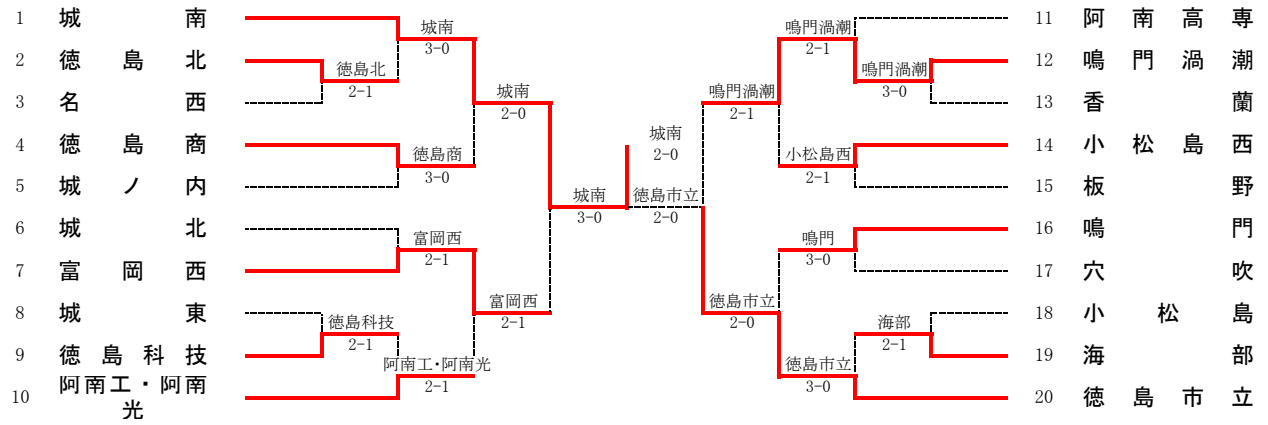 1 城南
2 徳島北
3 名西
4 徳島商
5 城ノ内
6 城北
7 富岡西
8 城東
9 徳島科技
10 阿南工・阿南
光
徳島北
2-1
徳島科技
2-1
城南
3-0
徳島商
3-0
富岡西
2-1
阿南工・阿南光
2-1
城南
2-0
富岡西
2-1
城南
3-0
城南
2-0
徳島市立
2-0
鳴門渦潮
2-1
徳島市立
2-0
鳴門渦潮
2-1
小松島西
2-1
鳴門
3-0
徳島市立
3-0
鳴門渦潮
3-0
海部
2-1
11 阿南高専
12 鳴門渦潮
13 香蘭
14 小松島西
15 板野
16 鳴門
17 穴吹
18 小松島
19 海部
20 徳島市立